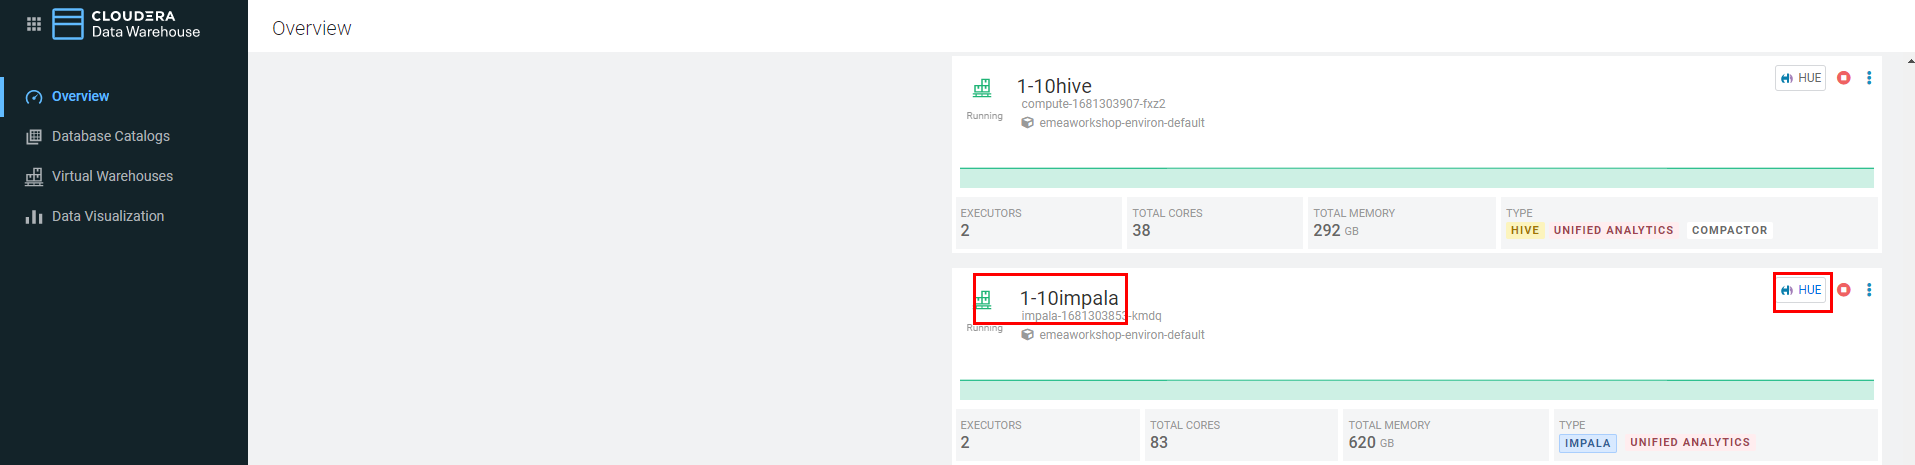 CLOUDERA
Data Warehouse
Overview
Overview
Database Catalogs
Virtual Warehouses
Data Visualization
1-10hive
HUE
compute-1681303907-fxz2
Running
emeaworkshop-environ-default
EXECUTORS
2
TOTAL CORES
38
TOTAL MEMORY
292 GB
TYPE
HIVE UNIFIED ANALYTICS COMPACTOR
1-10impala
HUE
impala-1681303853-kmdq
Running
emeaworkshop-environ-default
EXECUTORS
2
TOTAL CORES
83
TOTAL MEMORY
620 GB
TYPE
IMPALA UNIFIED ANALYTICS